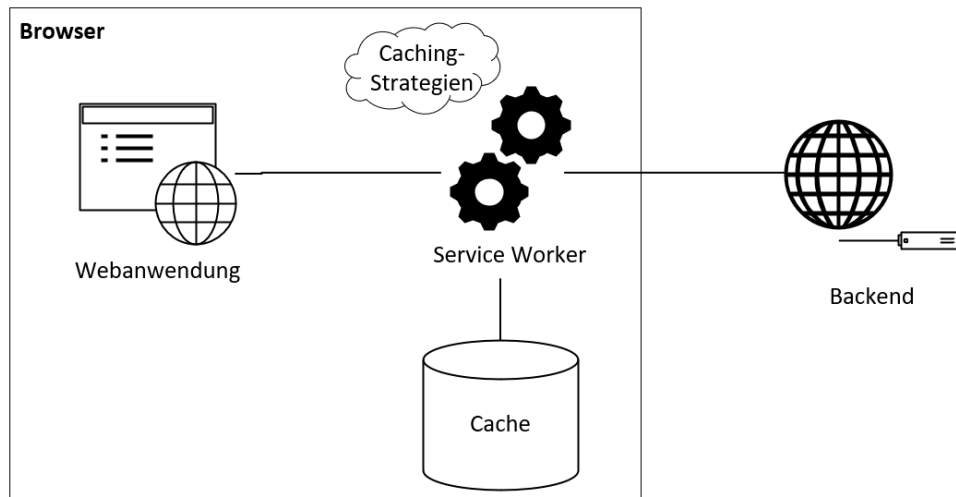 Browser
Caching-
Strategien
Webanwendung
Service Worker
Backend
Cache